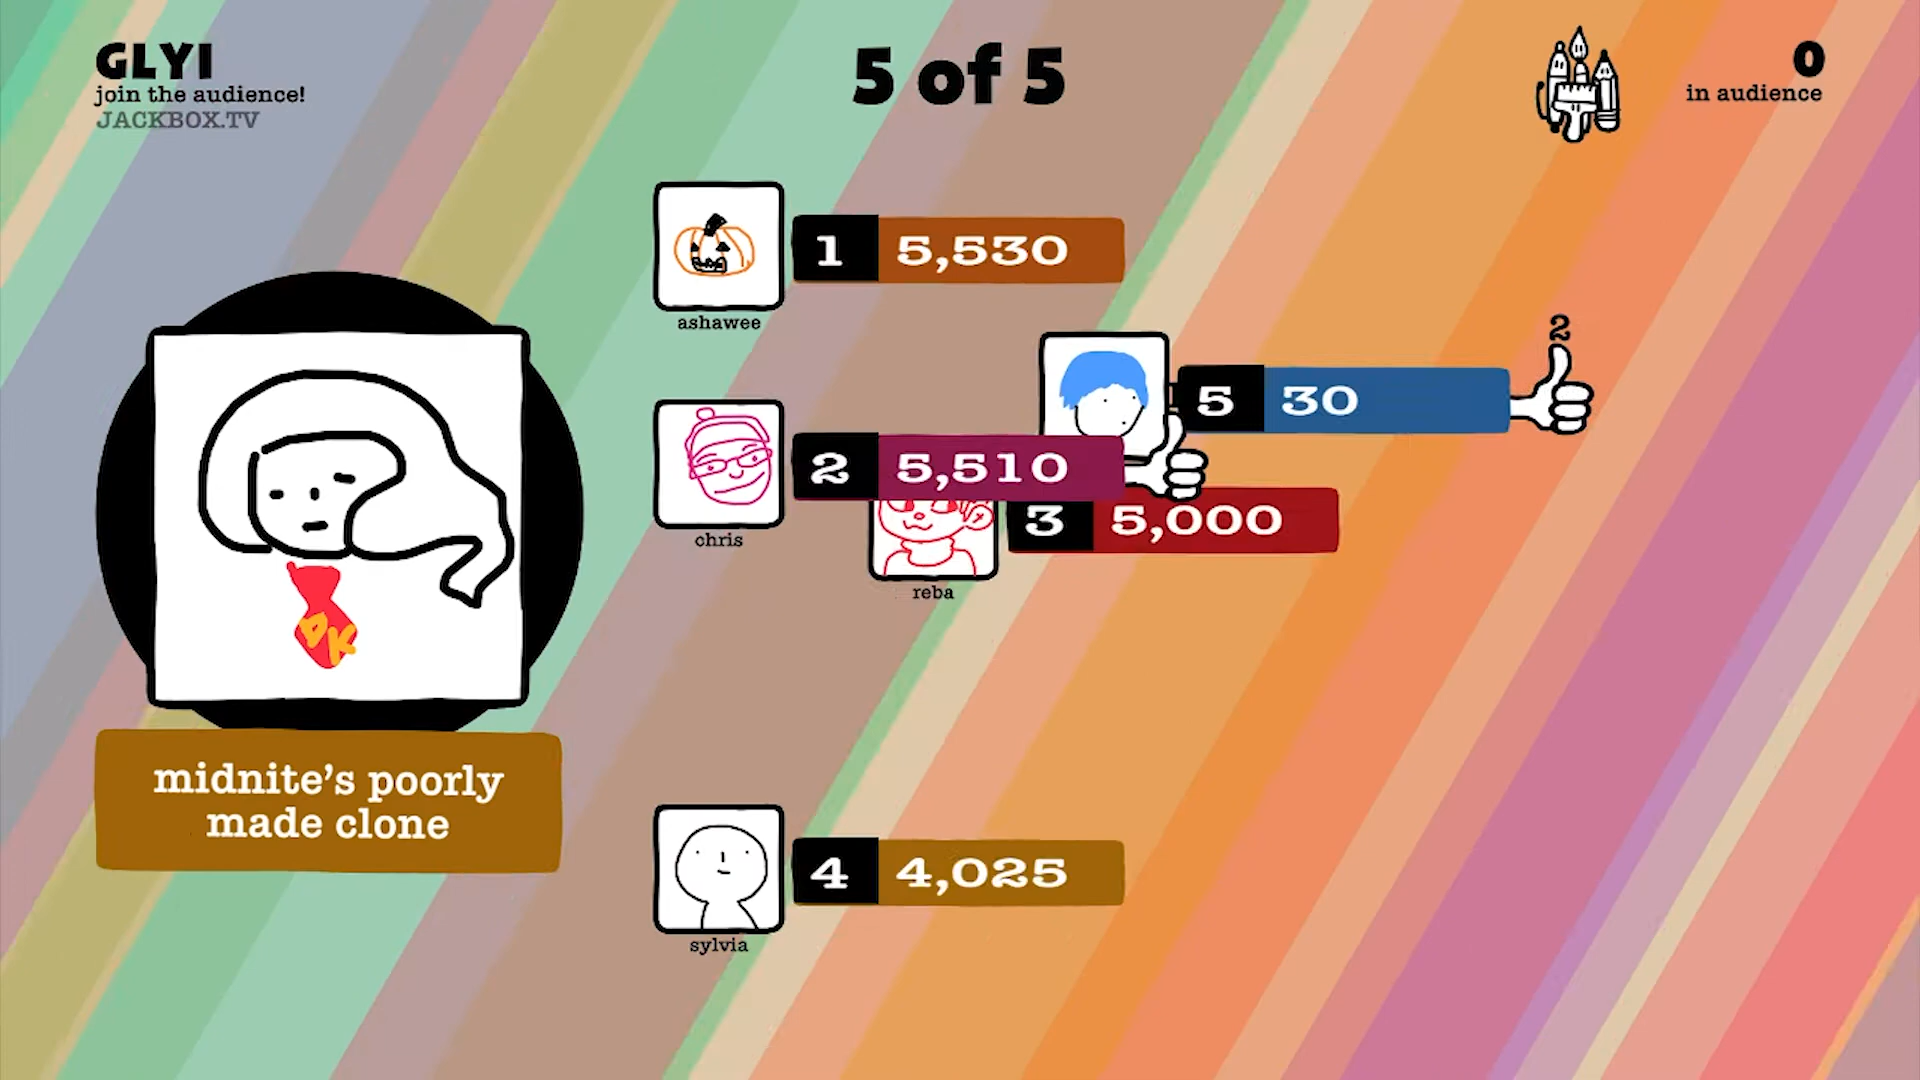 GLYI
join the audience!
JACKBOX.TV
5 of 5
0
in audience
1 5,530
ashawee
2
5 30
2 5,510
chris
3 5,000
reba
DK
midnite's poorly
made clone
4 4,025
sylvia